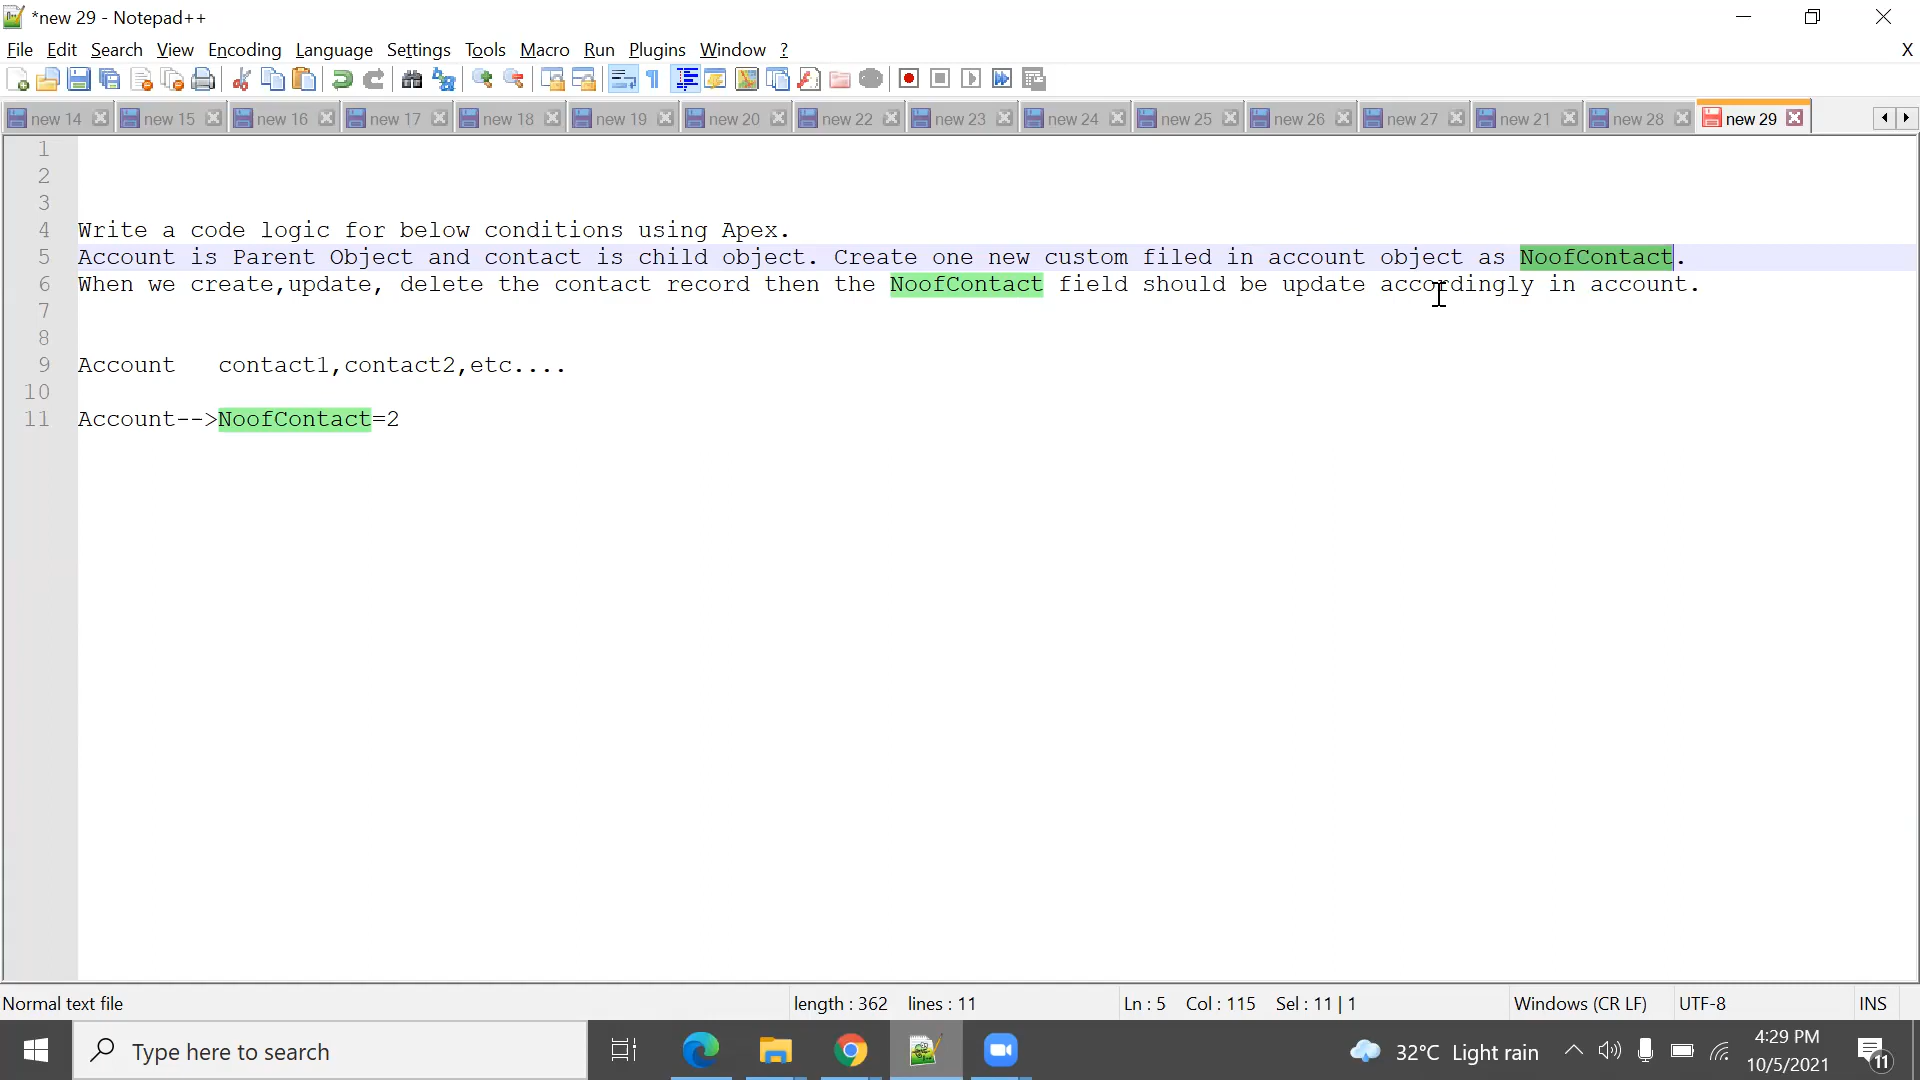 *new 29 - Notepad++
File Edit Search View Encoding Language Settings Tools Macro Run Plugins Window ? X
new 14 new 15 new 16 new 17 new 18 new 19 new 20 new 22 new 23 new 24 new 25 new 26 new 27 new 21 new 28 new 29
1
2
3
4 Write a code logic for below conditions using Apex.
5 Account is Parent Object and contact is child object. Create one new custom filed in account object as NoofContact.
6 When we create,update, delete the contact record then the NoofContact field should be update accordingly in account.
7
8
9 Account contact1,contact2,etc....
10
11 Account-->NoofContact=2
Normal text file length : 362 lines : 11 Ln : 5 Col : 115 Sel : 11 | 1 Windows (CR LF) UTF-8 INS
Type here to search 32°C Light rain 4:29 PM 11
10/5/2021